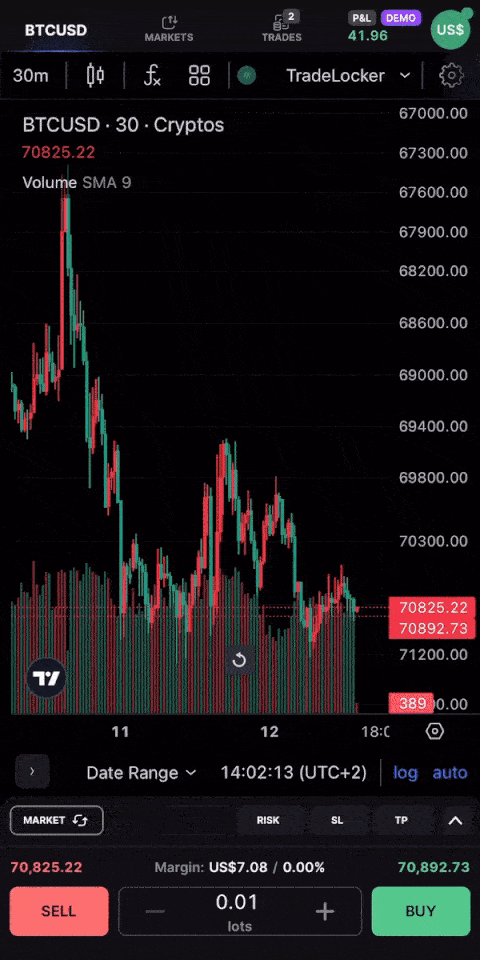 BTCUSD
MARKETS
2
TRADES
P&L DEMO
41.96
US$
30m
TradeLocker
BTCUSD · 30 · Cryptos
70825.22
Volume SMA 9
67000.00
67300.00
67600.00
67900.00
68200.00
68600.00
69000.00
69400.00
69800.00
70300.00
70825.22
70892.73
71200.00
389
11 12 18:0
Date Range 14:02:13 (UTC+2) log auto
MARKET RISK SL TP
70,825.22 Margin: US$7.08 / 0.00% 70,892.73
SELL 0.01 BUY
lots